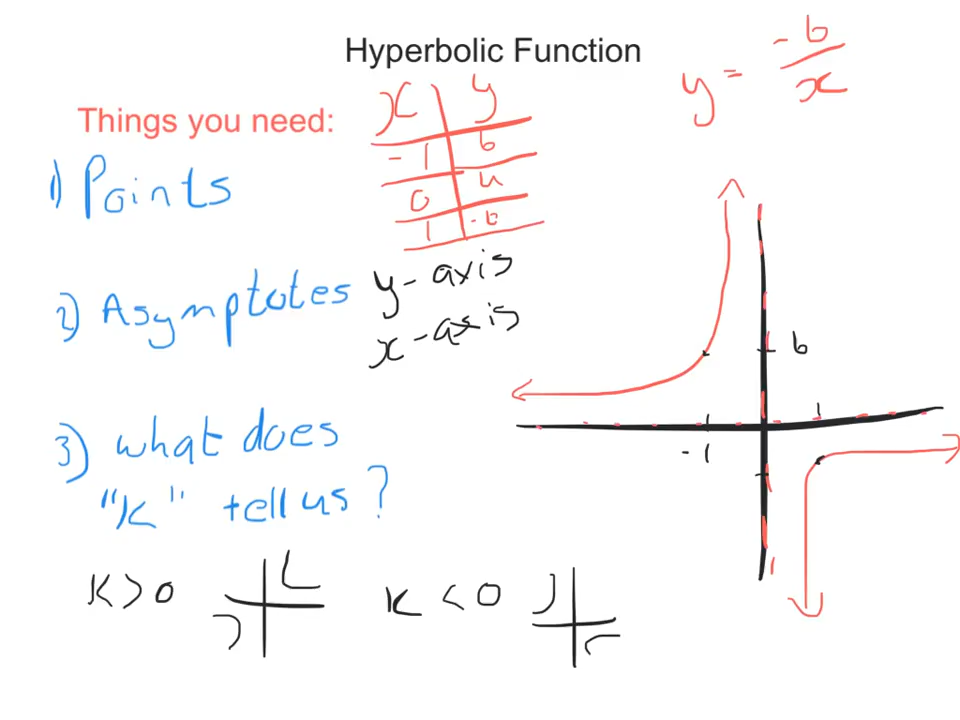 Hyperbolic Function
y = -6/x
Things you need:
x y
-1 6
0 u
1 -6
1) Points
2) Asymptotes
y-axis
x-axis
3) what does
"K" tell us?
6
1
-1
K > 0
K < 0